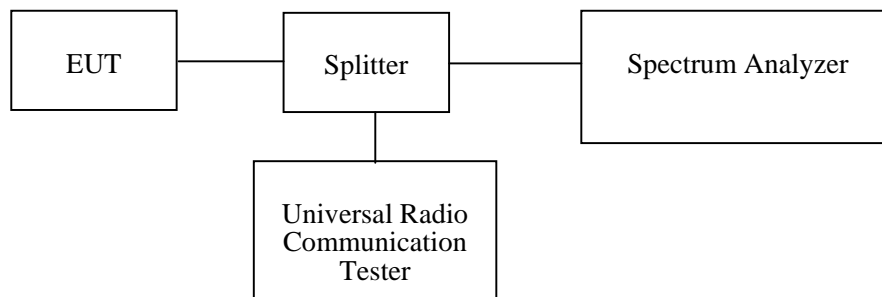 EUT
Splitter
Spectrum Analyzer
Universal Radio
Communication
Tester